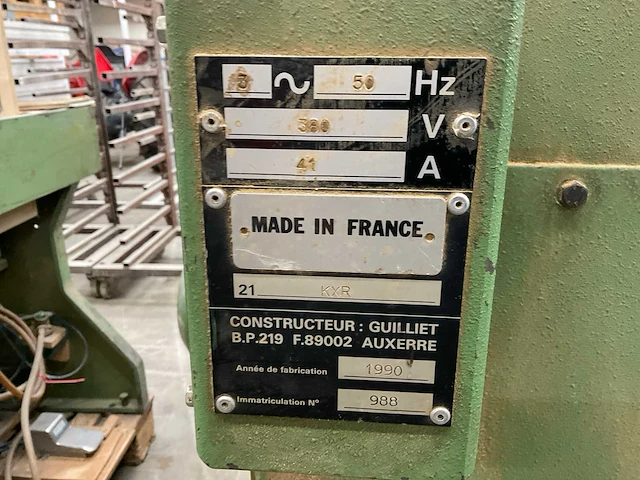 3 ~ 50 Hz
380 V
41 A
MADE IN FRANCE
21 KXR
CONSTRUCTEUR : GUILLIET
B.P.219 F.89002 AUXERRE
Année de fabrication 1990
Immatriculation N° 988